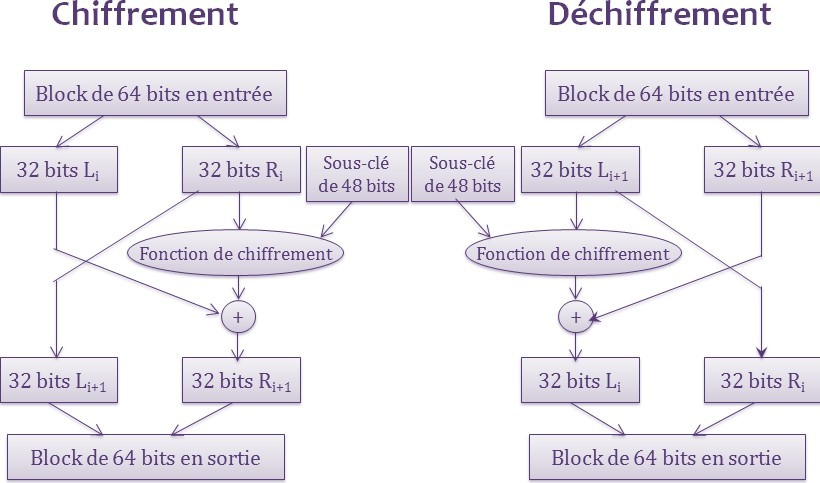 Chiffrement
Déchiffrement
Block de 64 bits en entrée
Block de 64 bits en entrée
32 bits Li
32 bits Ri
Sous-clé
de 48 bits
Sous-clé
de 48 bits
32 bits Li+1
32 bits Ri+1
Fonction de chiffrement
Fonction de chiffrement
+
+
32 bits Li+1
32 bits Ri+1
32 bits Li
32 bits Ri
Block de 64 bits en sortie
Block de 64 bits en sortie